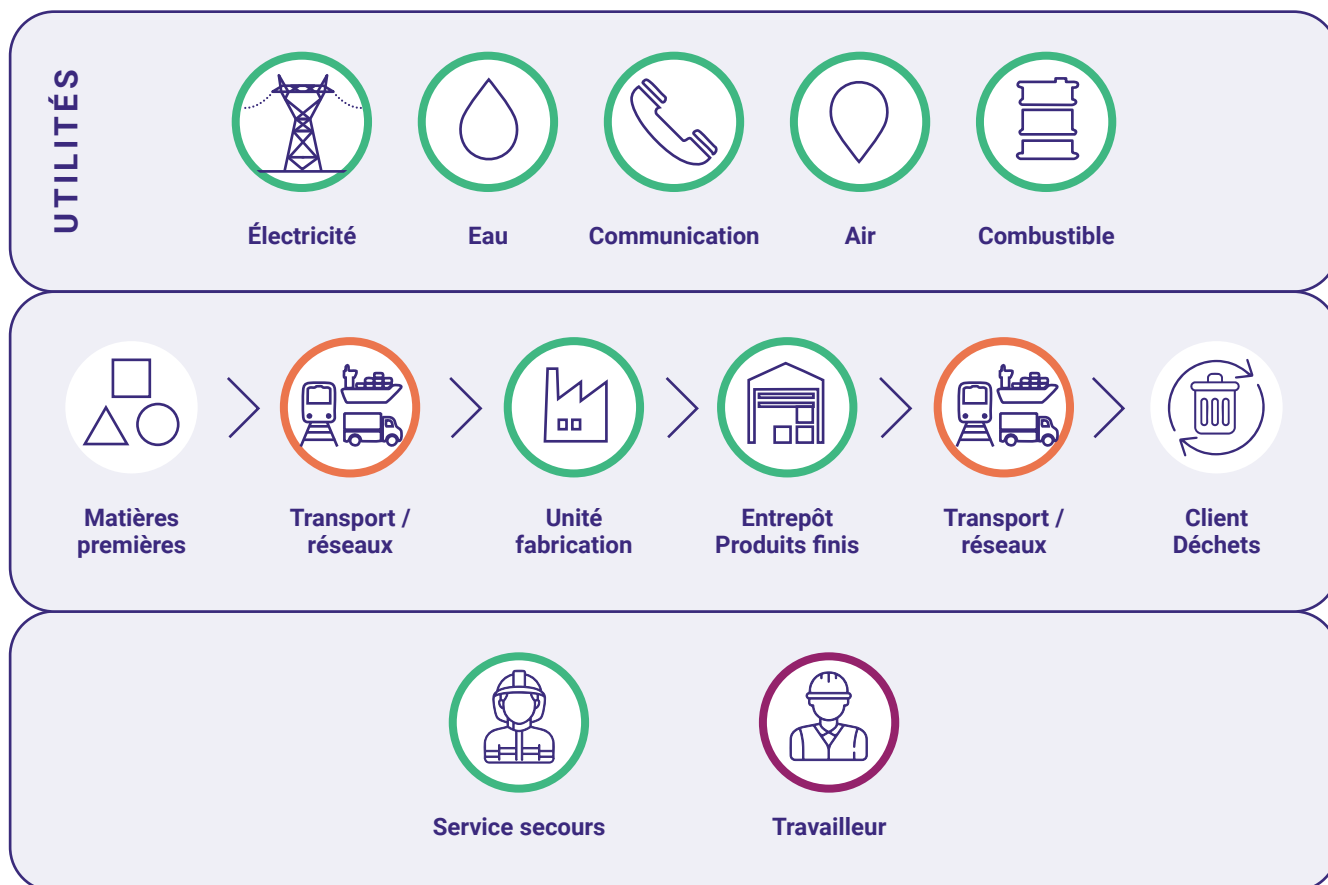 UTILITÉS
Électricité
Eau
Communication
Air
Combustible
Matières
premières
Transport /
réseaux
Unité
fabrication
Entrepôt
Produits finis
Transport /
réseaux
Client
Déchets
Service secours
Travailleur